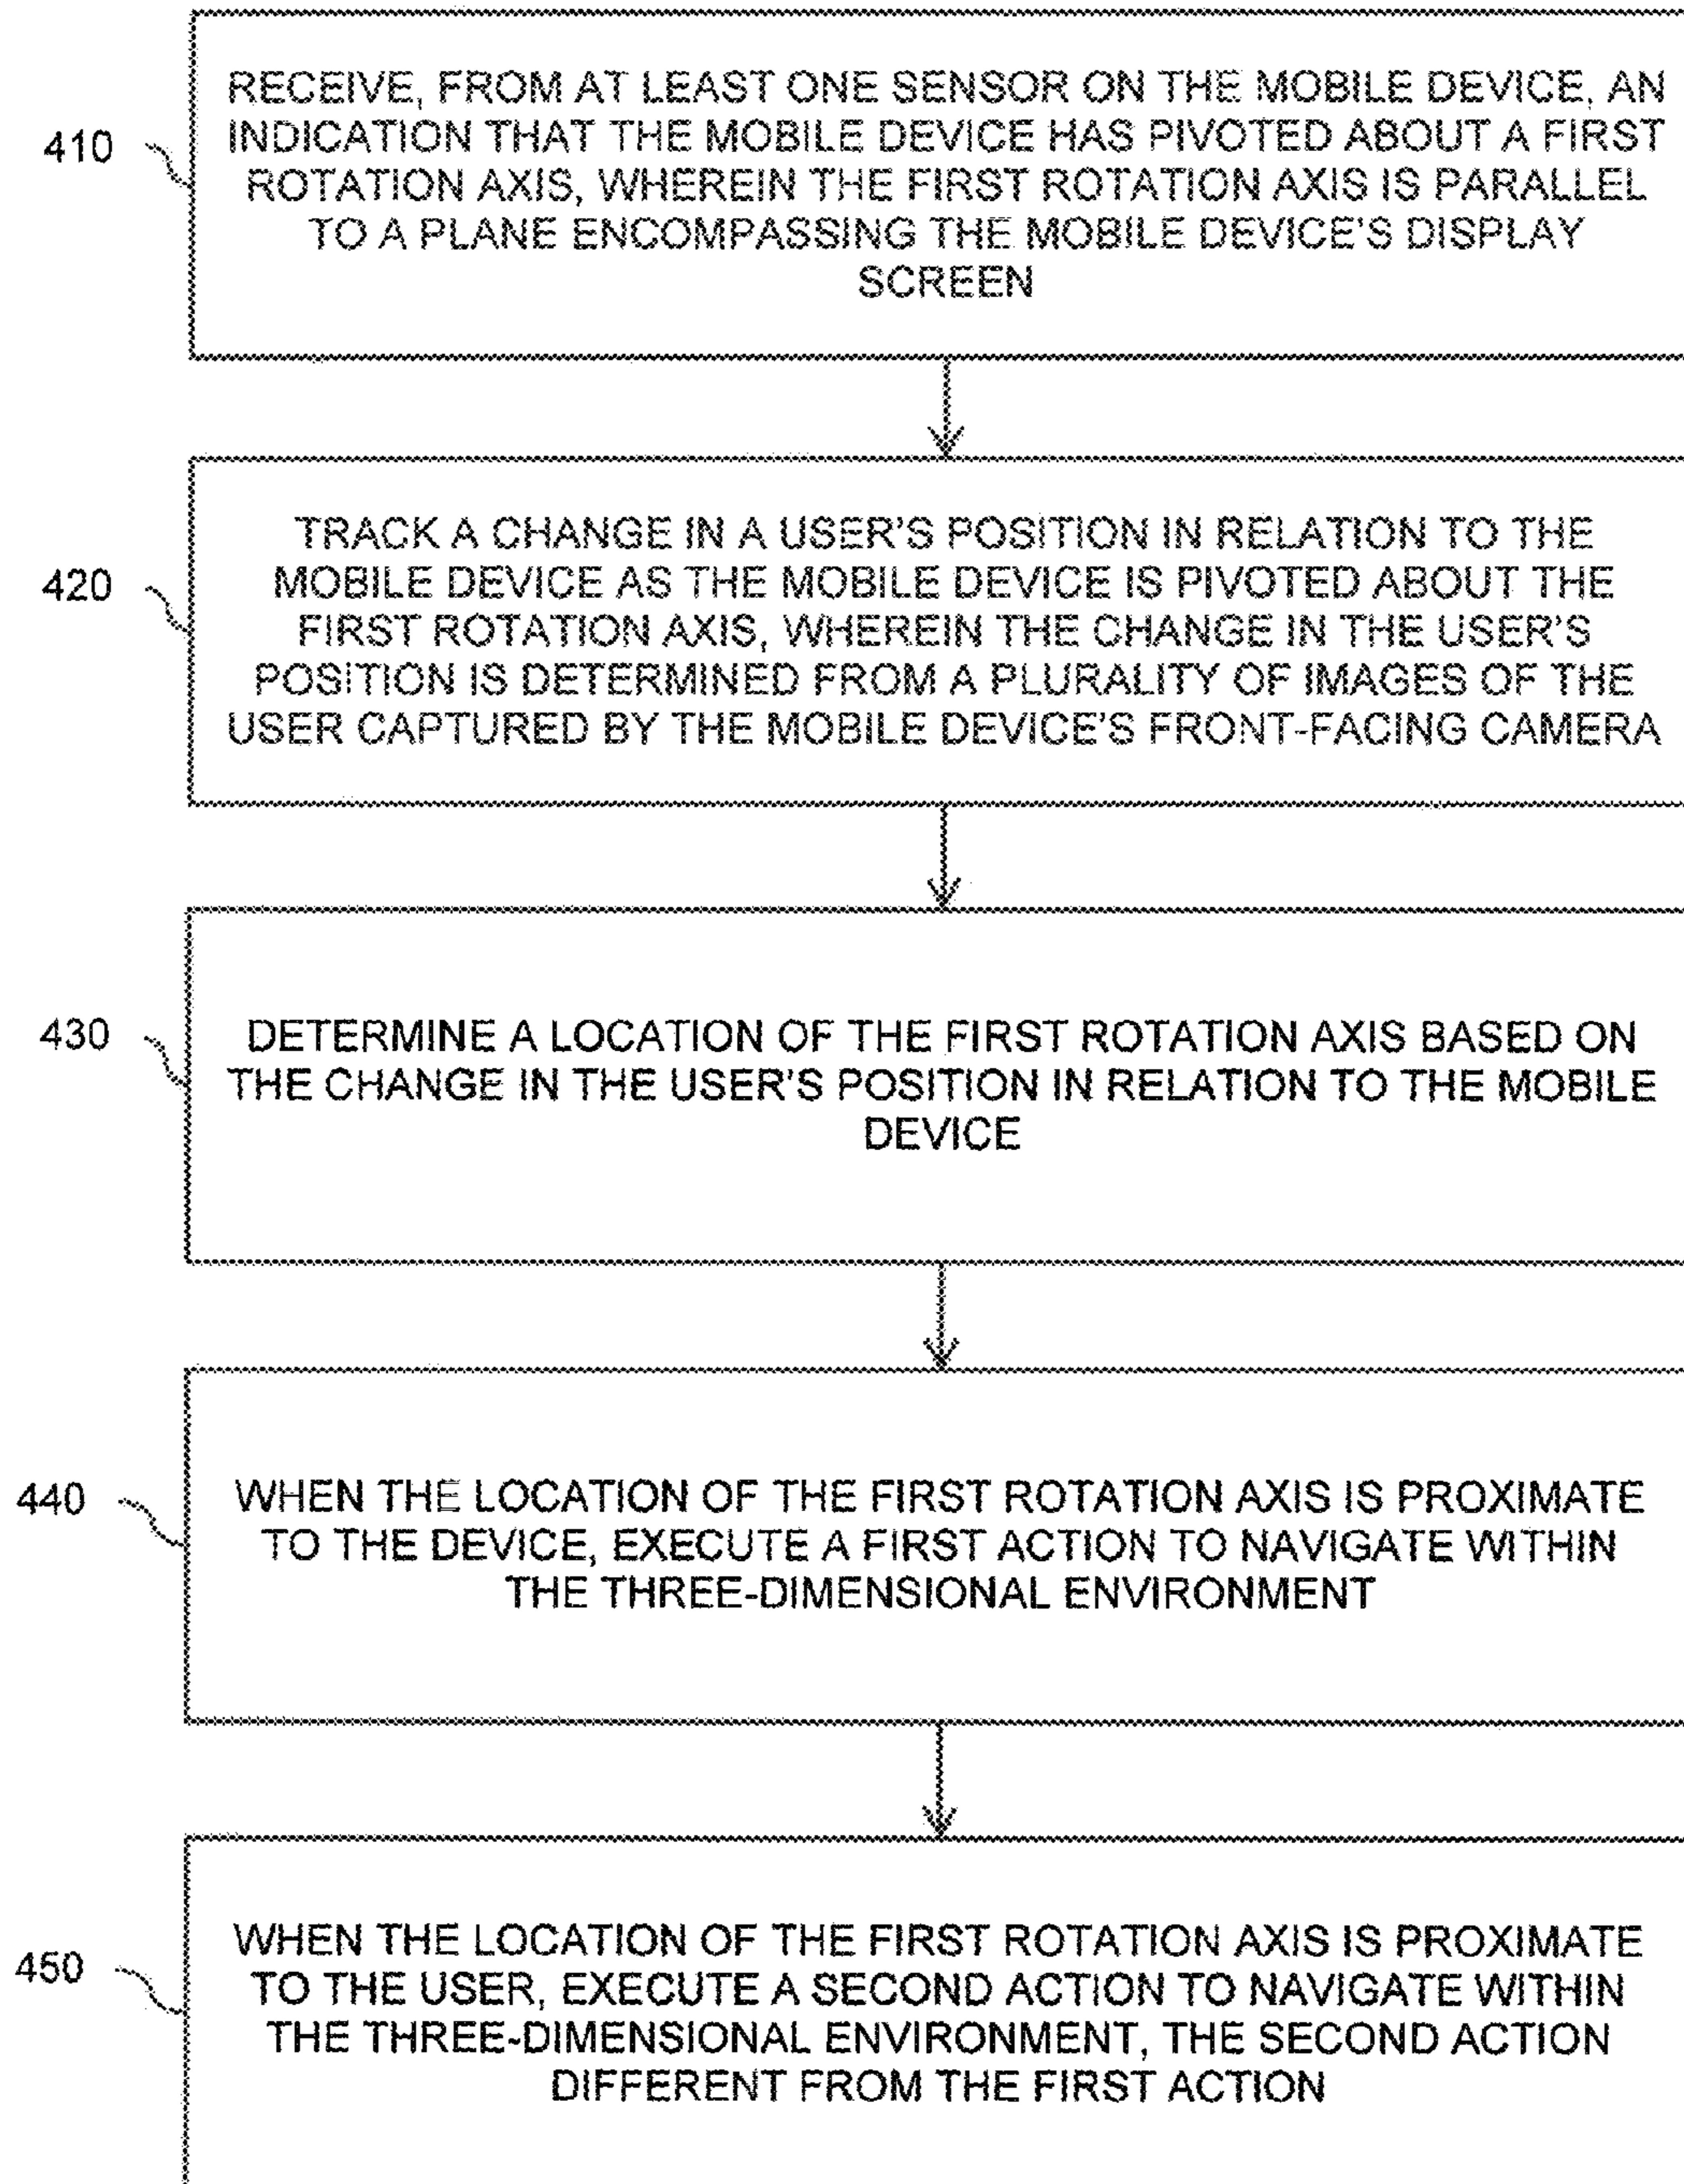 RECEIVE, FROM AT LEAST ONE SENSOR ON THE MOBILE DEVICE, AN
410
INDICATION THAT THE MOBILE DEVICE HAS PIVOTED ABOUT A FIRST
ROTATION AXIS, WHEREIN THE FIRST ROTATION AXIS IS PARALLEL
TO A PLANE ENCOMPASSING THE MOBILE DEVICE'S DISPLAY
SCREEN
TRACK A CHANGE IN A USER'S POSITION IN RELATION TO THE
420
MOBILE DEVICE AS THE MOBILE DEVICE IS PIVOTED ABOUT THE
FIRST ROTATION AXIS, WHEREIN THE CHANGE IN THE USER'S
POSITION IS DETERMINED FROM A PLURALITY OF IMAGES OF THE
USER CAPTURED BY THE MOBILE DEVICE'S FRONT-FACING CAMERA
430
DETERMINE A LOCATION OF THE FIRST ROTATION AXIS BASED ON
THE CHANGE IN THE USER'S POSITION IN RELATION TO THE MOBILE
DEVICE
440
WHEN THE LOCATION OF THE FIRST ROTATION AXIS IS PROXIMATE
TO THE DEVICE, EXECUTE A FIRST ACTION TO NAVIGATE WITHIN
THE THREE-DIMENSIONAL ENVIRONMENT
450
WHEN THE LOCATION OF THE FIRST ROTATION AXIS IS PROXIMATE
TO THE USER, EXECUTE A SECOND ACTION TO NAVIGATE WITHIN
THE THREE-DIMENSIONAL ENVIRONMENT, THE SECOND ACTION
DIFFERENT FROM THE FIRST ACTION